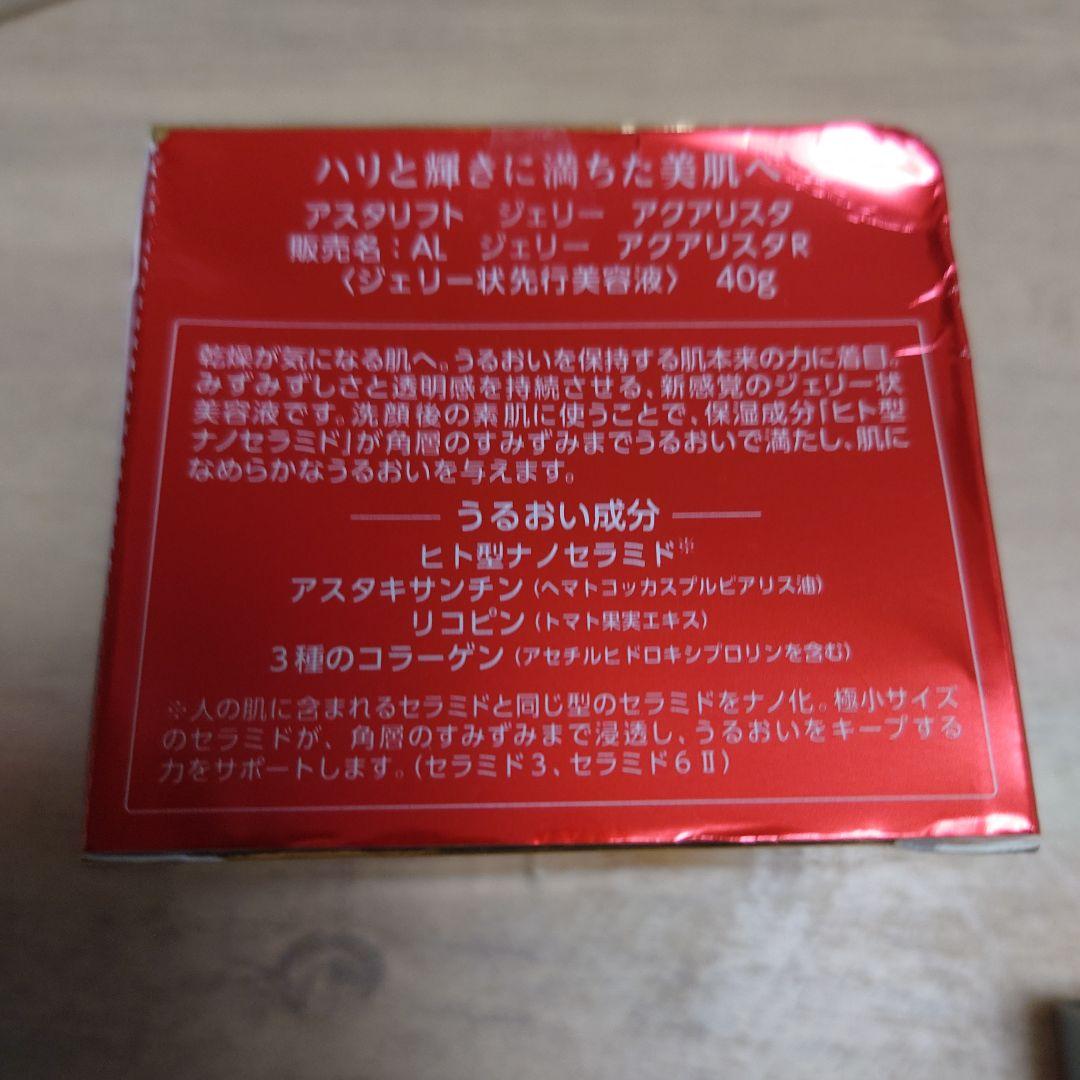 ハリと輝きに満ちた美肌へ
アスタリフト ジェリー アクアリスタ
販売名:AL ジェリー アクアリスタR
〈ジェリー状先行美容液〉 40g
乾燥が気になる肌へ。うるおいを保持する肌本来の力に着目。
みずみずしさと透明感を持続させる、新感覚のジェリー状
美容液です。洗顔後の素肌に使うことで、保湿成分「ヒト型
ナノセラミド」が角層のすみずみまでうるおいで満たし、肌に
なめらかなうるおいを与えます。
うるおい成分
ヒト型ナノセラミド※
アスタキサンチン(ヘマトコッカスプルビアリス油)
リコピン(トマト果実エキス)
3種のコラーゲン(アセチルヒドロキシプロリンを含む)
※人の肌に含まれるセラミドと同じ型のセラミドをナノ化。極小サイズ
のセラミドが、角層のすみずみまで浸透し、うるおいをキープする
力をサポートします。(セラミド3、セラミド6Ⅱ)